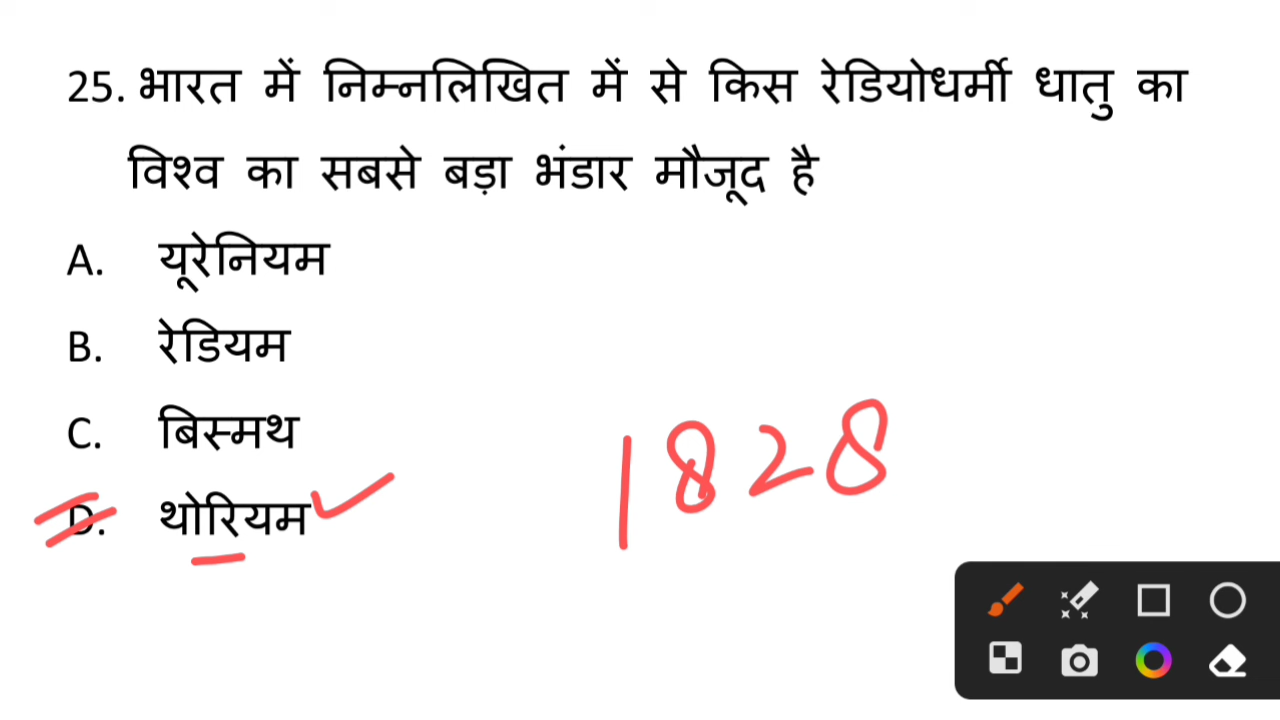 25. भारत में निम्नलिखित में से किस रेडियोधर्मी धातु का
विश्व का सबसे बड़ा भंडार मौजूद है
A. यूरेनियम
B. रेडियम
C. बिस्मथ
D. थोरियम
1828